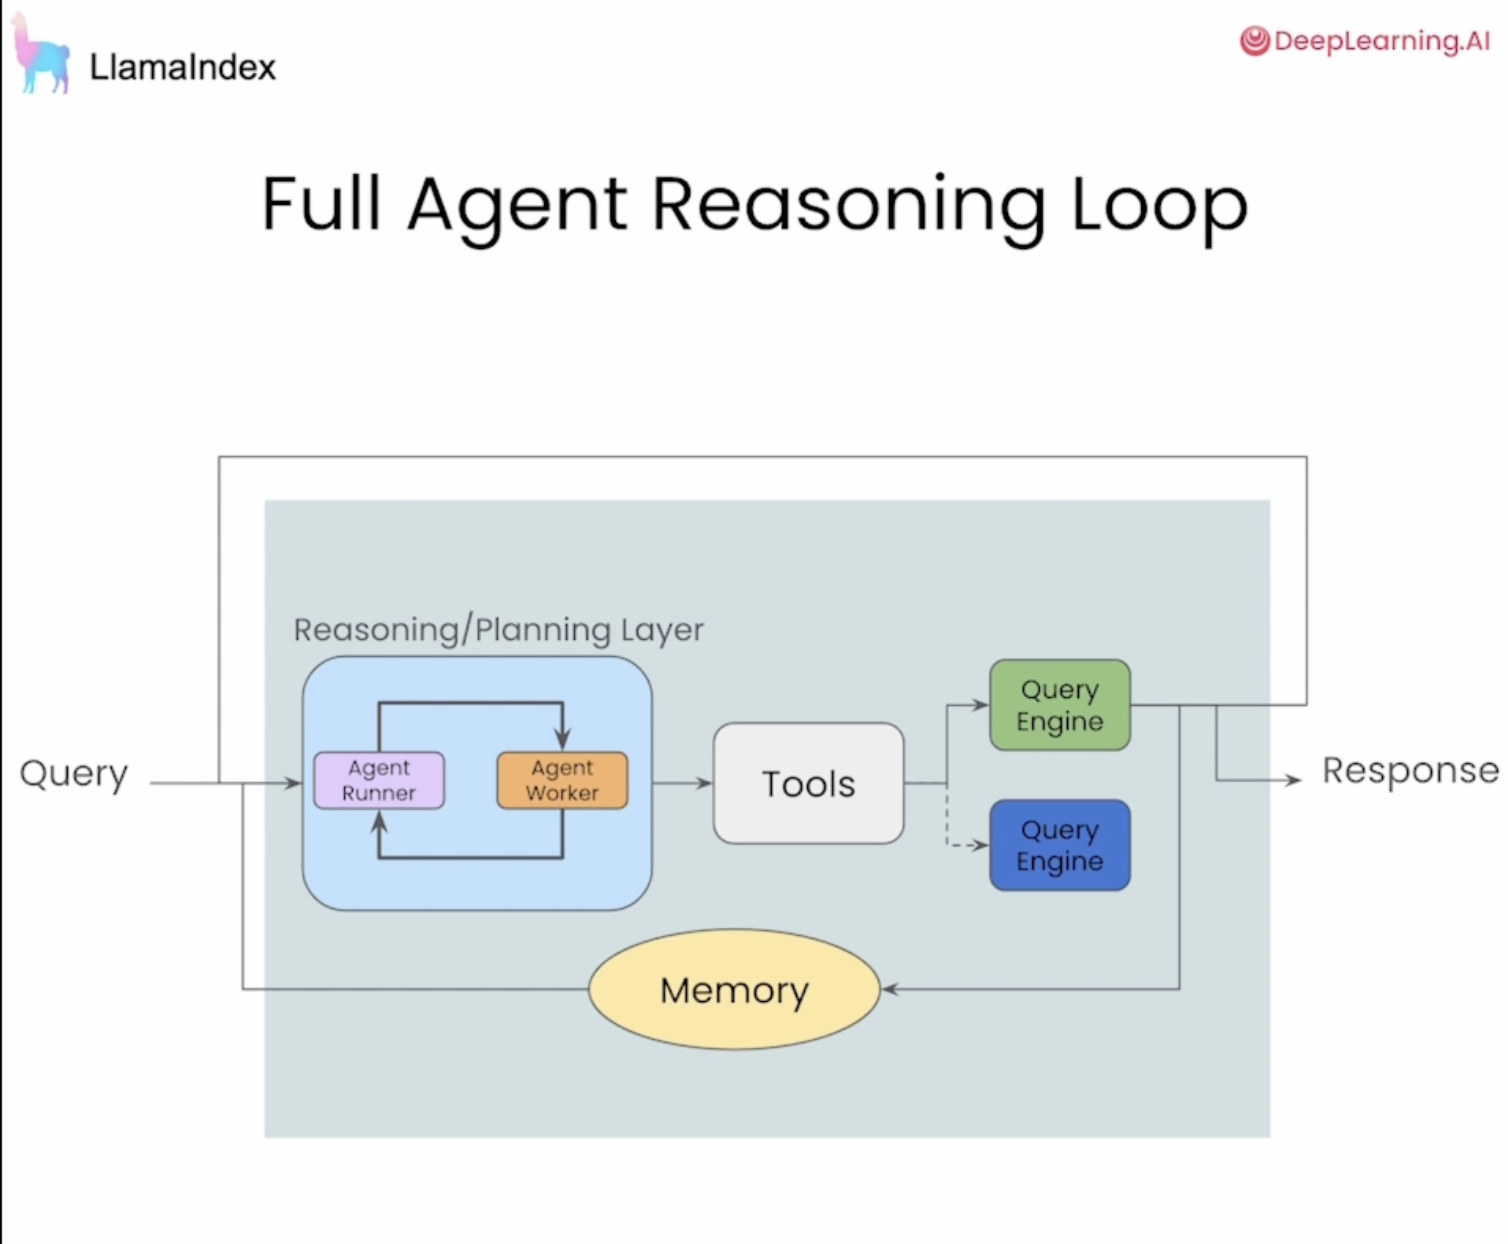 LlamaIndex
DeepLearning.AI
Full Agent Reasoning Loop
Reasoning/Planning Layer
Query
Agent
Runner
Agent
Worker
Tools
Query
Engine
Query
Engine
Response
Memory